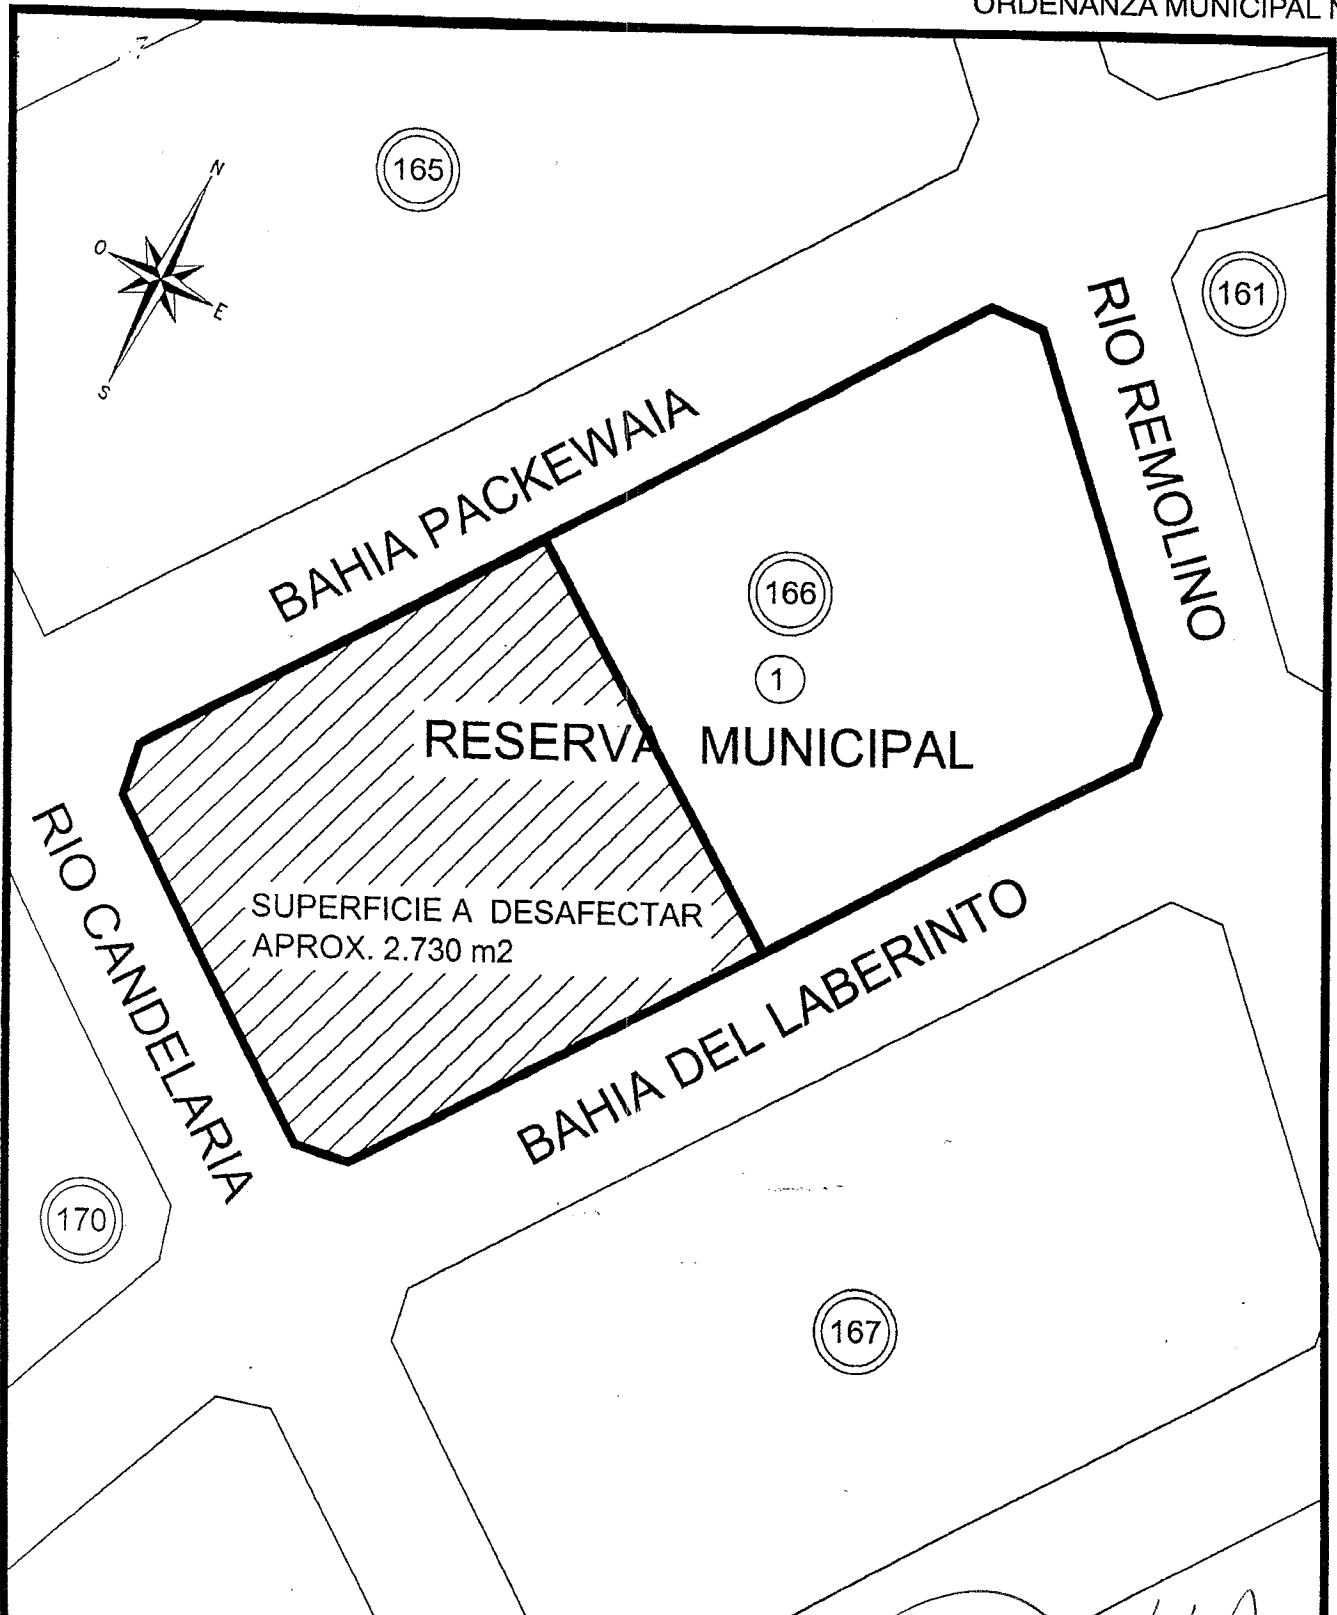 ORDENANZA MUNICIPAL
165
N
O
E
S
161
RIO REMOLINO
BAHIA PACKEWAIA
166
1
RESERVA MUNICIPAL
RIO CANDELARIA
SUPERFICIE A DESAFECTAR
APROX. 2.730 m2
BAHIA DEL LABERINTO
170
167